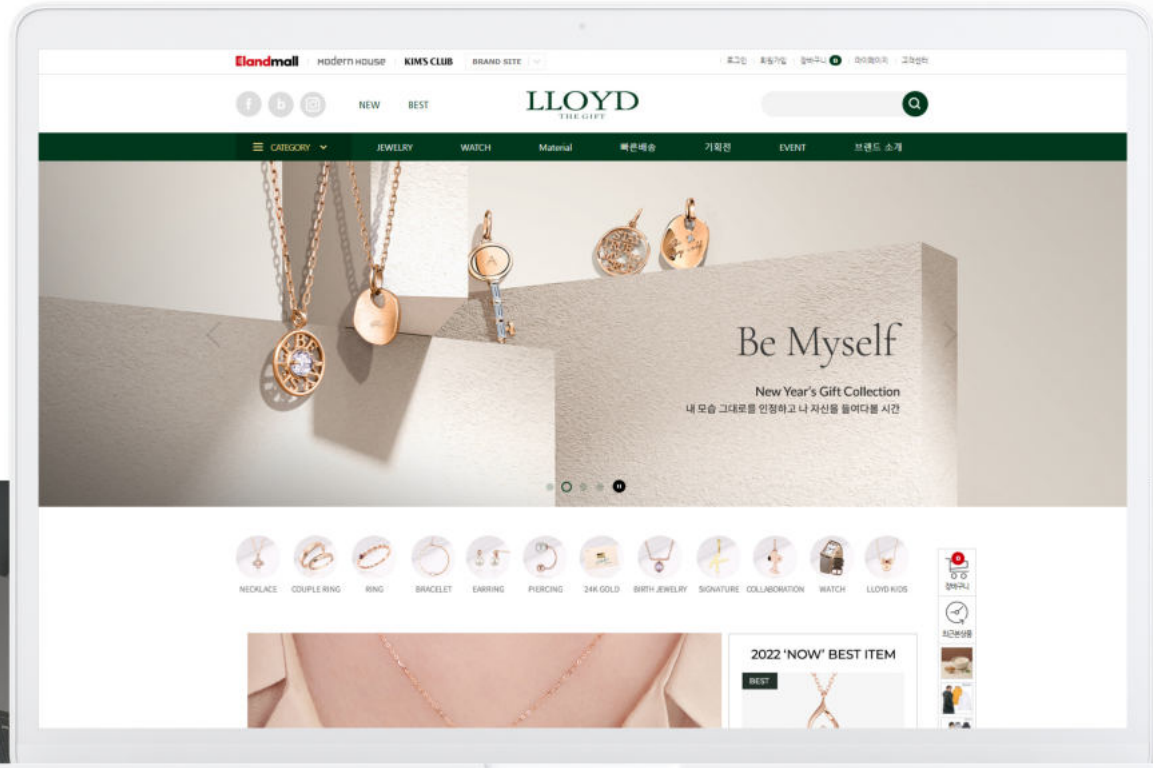 Elandmall MODERN HOUSE KIM'S CLUB BRAND SITE
로그인 회원가입 장바구니 0 마이페이지 고객센터
f b NEW BEST
LLOYD
THE GIFT
CATEGORY JEWELRY WATCH Material 빠른배송 기획전 EVENT 브랜드 소개
A
Be Myself
New Year's Gift Collection
내 모습 그대로를 인정하고 나 자신을 들여다볼 시간
NECKLACE COUPLE RING RING BRACELET EARRING PIERCING 24K GOLD BIRTH JEWELRY SIGNATURE COLLABORATION WATCH LLOYD KIDS
0
장바구니
최근본상품
2022 'NOW' BEST ITEM
BEST